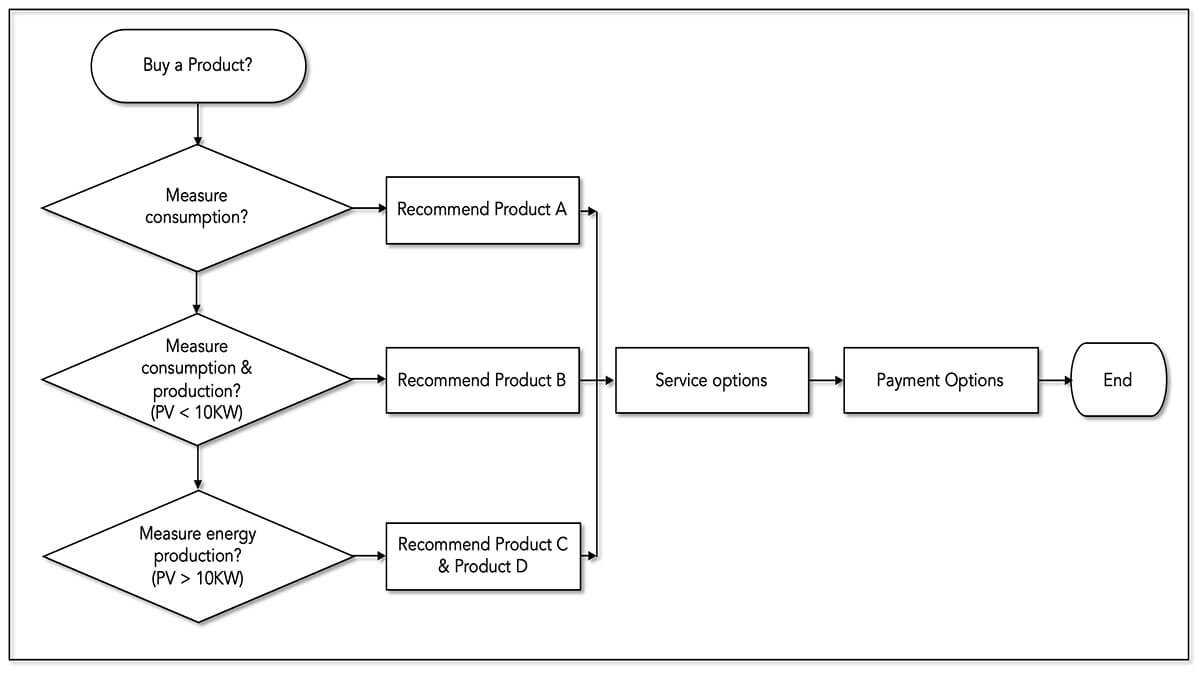 Buy a Product?
Measure
consumption?
Recommend Product A
Measure
consumption &
production?
(PV < 10KW)
Recommend Product B
Service options
Payment Options
End
Measure energy
production?
(PV > 10KW)
Recommend Product C
& Product D